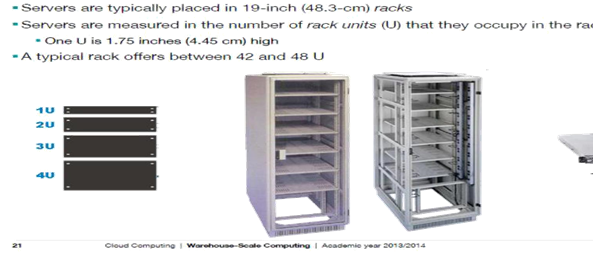 ▪ Servers are typically placed in 19-inch (48.3-cm) racks
▪ Servers are measured in the number of rack units (U) that they occupy in the
▪ One U is 1.75 inches (4.45 cm) high
▪ A typical rack offers between 42 and 48 U
1U
2U
3U
4U
21 Cloud Computing | Warehouse-Scale Computing | Academic year 2013/2014